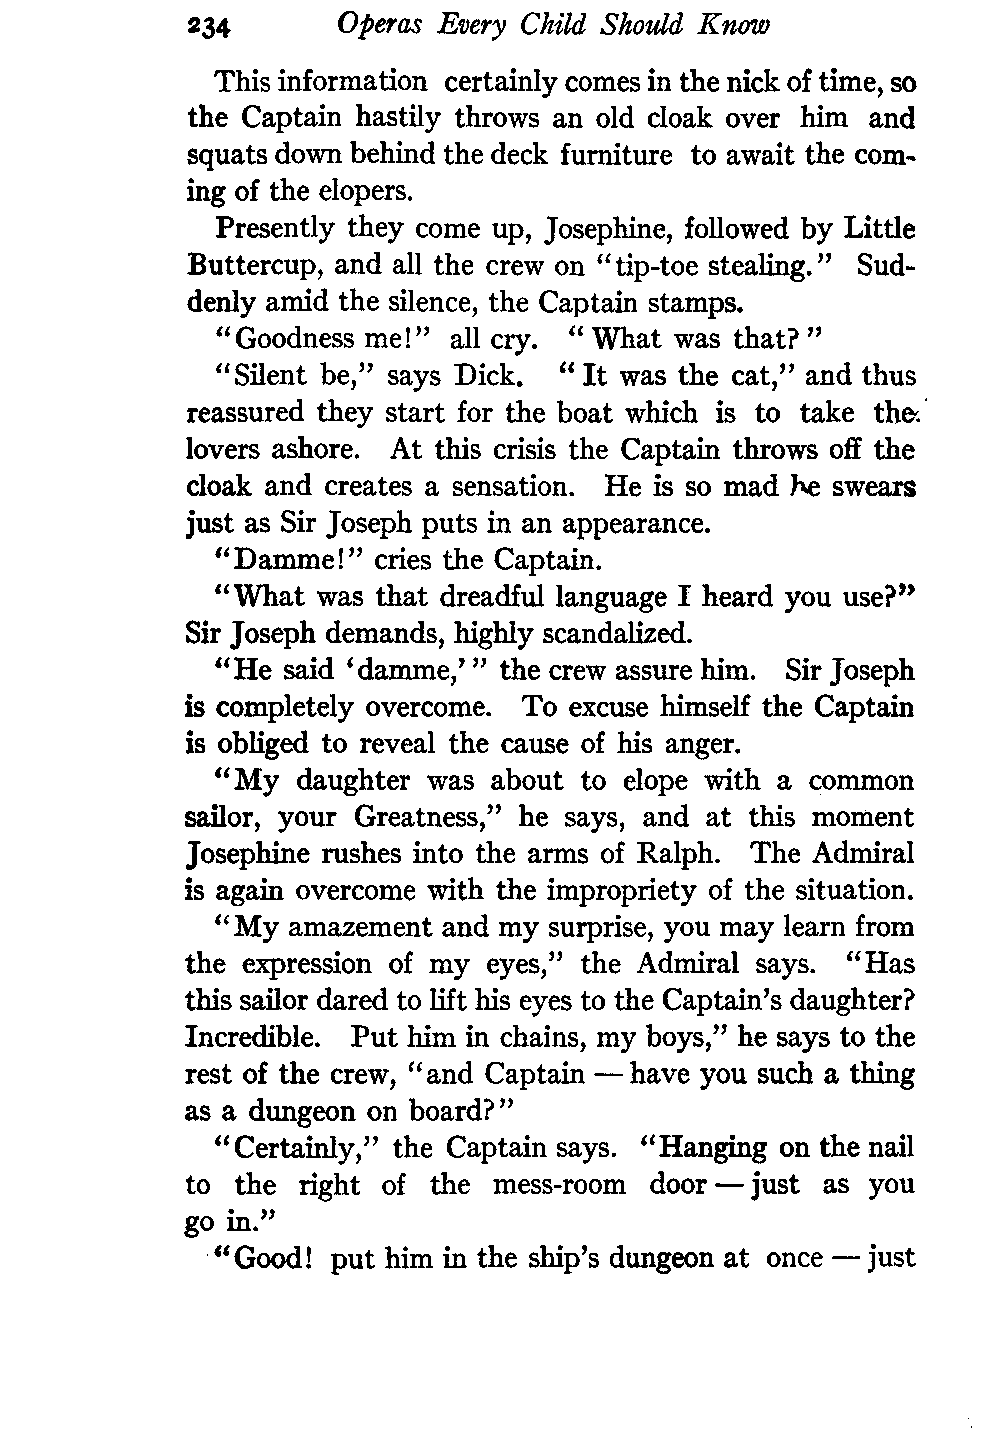 234 Operas Every Child Should Know
This information certainly comes in the nick of time, so
the Captain hastily throws an old cloak over him and
squats down behind the deck furniture to await the com-
ing of the elopers.
Presently they come up, Josephine, followed by Little
Buttercup, and all the crew on "tip-toe stealing." Sud-
denly amid the silence, the Captain stamps.
"Goodness me!" all cry. "What was that?"
"Silent be," says Dick. "It was the cat," and thus
reassured they start for the boat which is to take the
lovers ashore. At this crisis the Captain throws off the
cloak and creates a sensation. He is so mad he swears
just as Sir Joseph puts in an appearance.
"Damme!" cries the Captain.
"What was that dreadful language I heard you use?"
Sir Joseph demands, highly scandalized.
"He said 'damme,'" the crew assure him. Sir Joseph
is completely overcome. To excuse himself the Captain
is obliged to reveal the cause of his anger.
"My daughter was about to elope with a common
sailor, your Greatness," he says, and at this moment
Josephine rushes into the arms of Ralph. The Admiral
is again overcome with the impropriety of the situation.
"My amazement and my surprise, you may learn from
the expression of my eyes," the Admiral says. "Has
this sailor dared to lift his eyes to the Captain's daughter?
Incredible. Put him in chains, my boys," he says to the
rest of the crew, "and Captain — have you such a thing
as a dungeon on board?"
"Certainly," the Captain says. "Hanging on the nail
to the right of the mess-room door — just as you
go in."
"Good! put him in the ship's dungeon at once — just